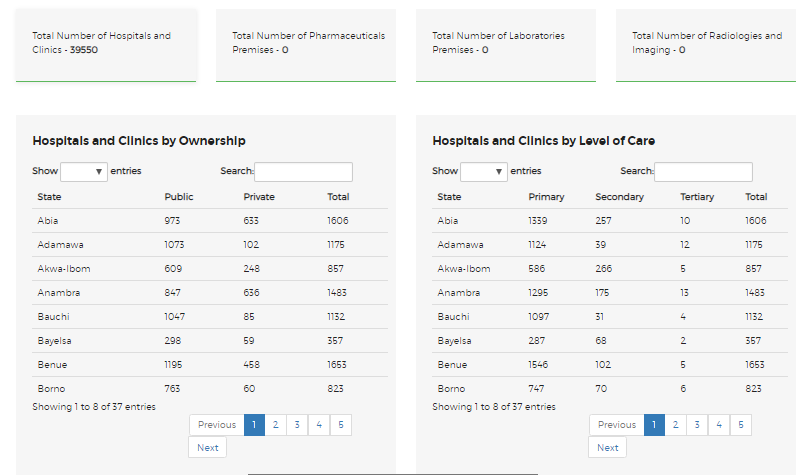 Total Number of Hospitals and
Clinics - 39550
Total Number of Pharmaceuticals
Premises - 0
Total Number of Laboratories
Premises - 0
Total Number of Radiologies and
Imaging - 0
Hospitals and Clinics by Ownership
Show entries Search:
State Public Private Total
Abia 973 633 1606
Adamawa 1073 102 1175
Akwa-Ibom 609 248 857
Anambra 847 636 1483
Bauchi 1047 85 1132
Bayelsa 298 59 357
Benue 1195 458 1653
Borno 763 60 823
Showing 1 to 8 of 37 entries
Previous 1 2 3 4 5
Next
Hospitals and Clinics by Level of Care
Show entries Search:
State Primary Secondary Tertiary Total
Abia 1339 257 10 1606
Adamawa 1124 39 12 1175
Akwa-Ibom 586 266 5 857
Anambra 1295 175 13 1483
Bauchi 1097 31 4 1132
Bayelsa 287 68 2 357
Benue 1546 102 5 1653
Borno 747 70 6 823
Showing 1 to 8 of 37 entries
Previous 1 2 3 4 5
Next